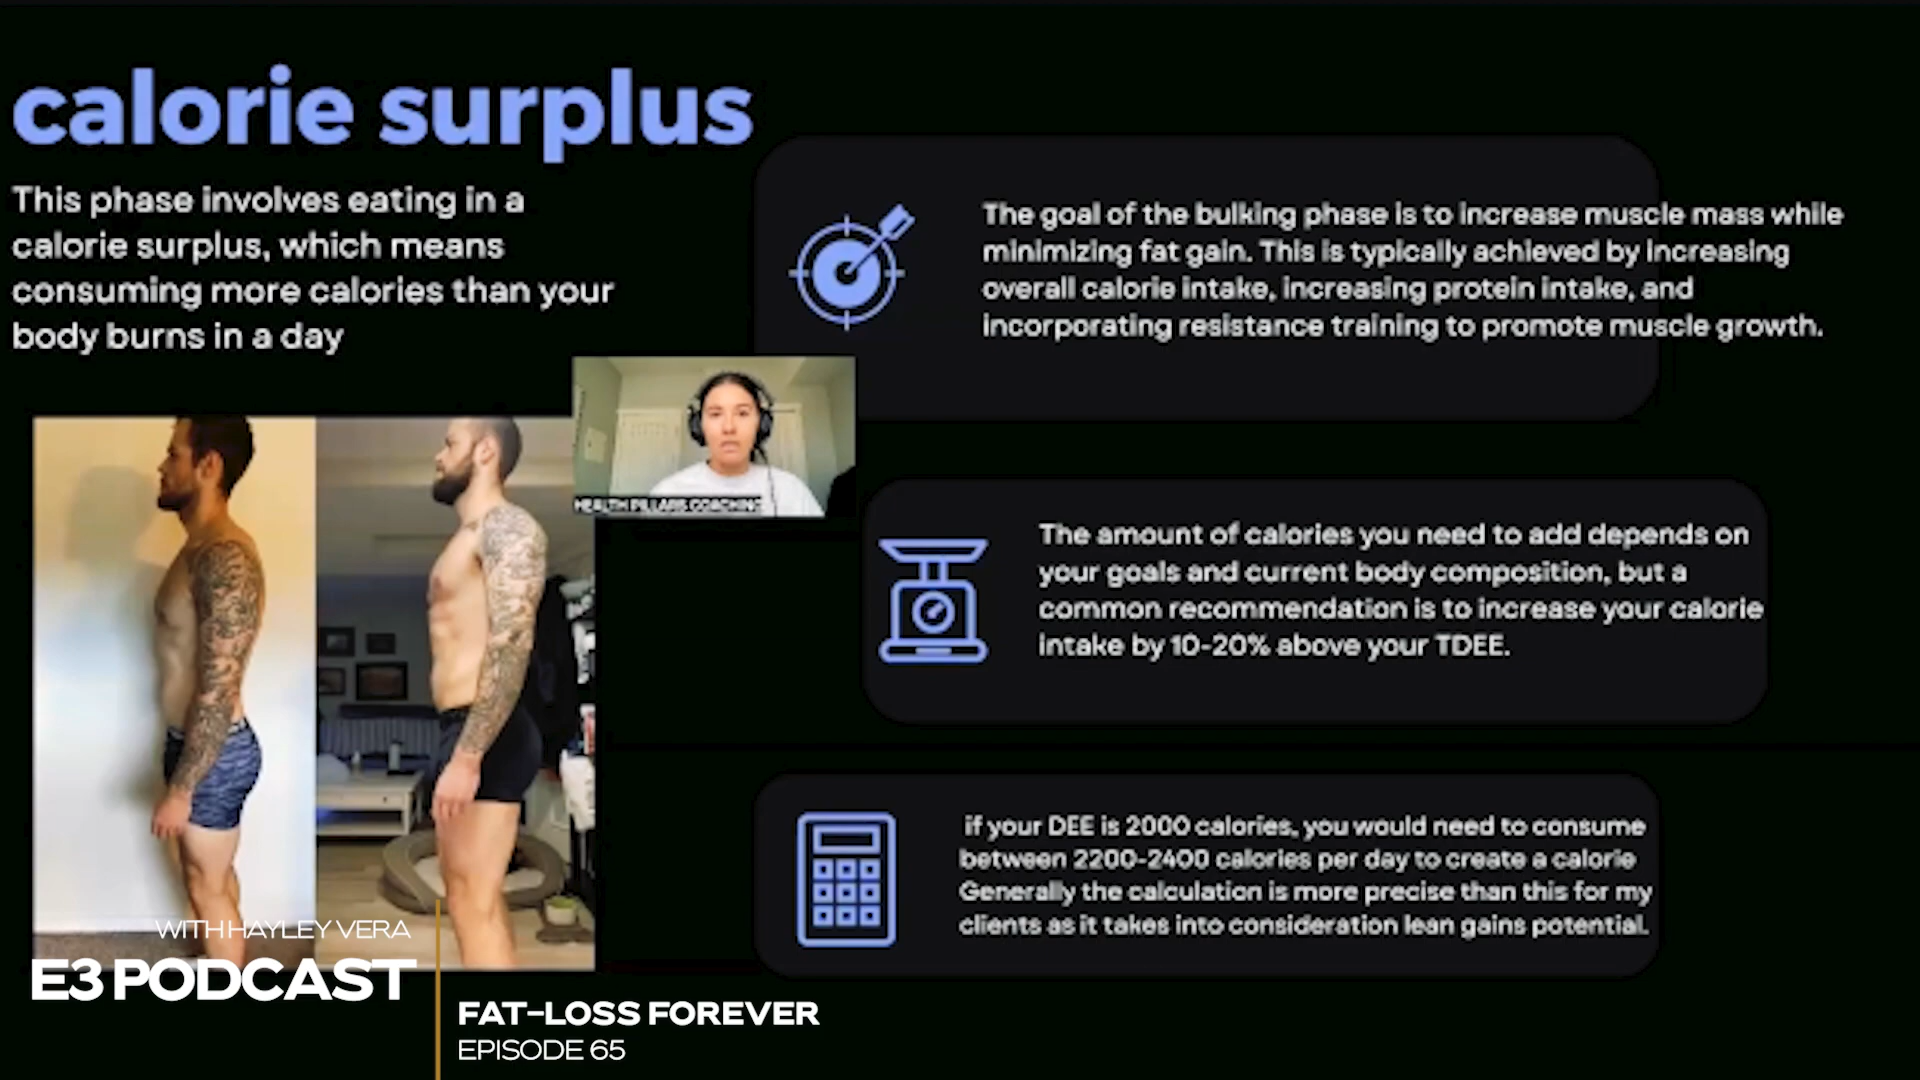 calorie surplus
This phase involves eating in a
calorie surplus, which means
consuming more calories than your
body burns in a day
The goal of the bulking phase is to increase muscle mass while
minimizing fat gain. This is typically achieved by increasing
overall calorie intake, increasing protein intake, and
incorporating resistance training to promote muscle growth.
HEALTH PILLARS COACHING
The amount of calories you need to add depends on
your goals and current body composition, but a
common recommendation is to increase your calorie
intake by 10-20% above your TDEE.
if your DEE is 2000 calories, you would need to consume
between 2200-2400 calories per day to create a calorie
Generally the calculation is more precise than this for my
clients as it takes into consideration lean gains potential.
WITH HAYLEY VERA
E3 PODCAST
FAT-LOSS FOREVER
EPISODE 65